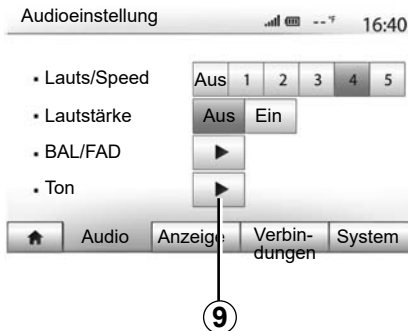 Audioeinstellung --°F 16:40
• Lauts/Speed Aus 1 2 3 4 5
• Lautstärke Aus Ein
• BAL/FAD
• Ton
Audio Anzeige Verbin-
dungen System
9